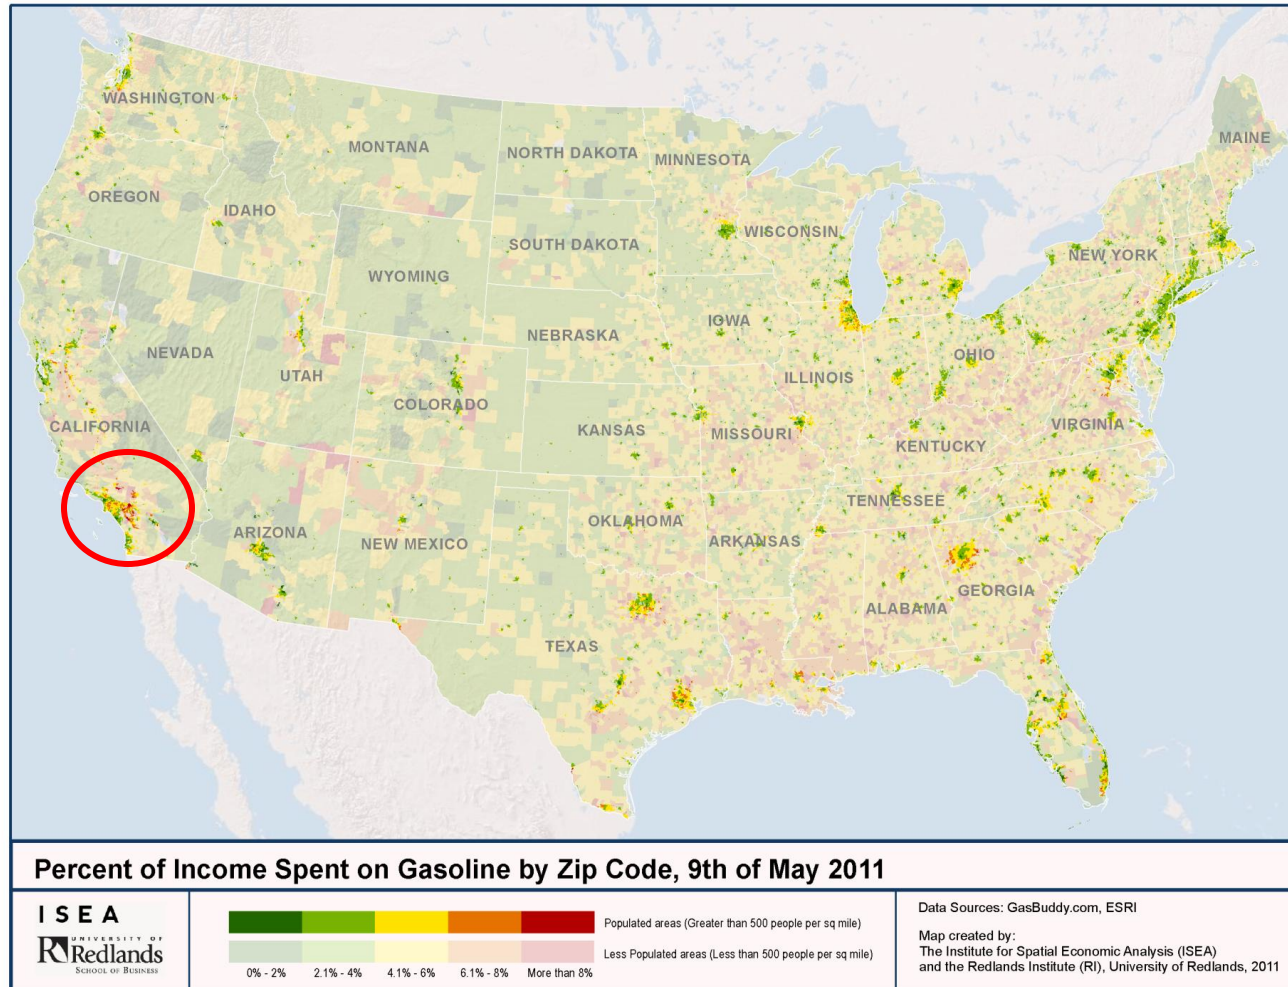 WASHINGTON
MONTANA
NORTH DAKOTA
MINNESOTA
MAINE
OREGON
IDAHO
SOUTH DAKOTA
WISCONSIN
NEW YORK
WYOMING
NEBRASKA
IOWA
NEVADA
UTAH
COLORADO
ILLINOIS
OHIO
CALIFORNIA
KANSAS
MISSOURI
KENTUCKY
VIRGINIA
ARIZONA
NEW MEXICO
OKLAHOMA
ARKANSAS
TENNESSEE
TEXAS
ALABAMA
GEORGIA
Percent of Income Spent on Gasoline by Zip Code, 9th of May 2011
ISEA
UNIVERSITY OF
Redlands
SCHOOL OF BUSINESS
Populated areas (Greater than 500 people per sq mile)
Less Populated areas (Less than 500 people per sq mile)
0% - 2% 2.1% - 4% 4.1% - 6% 6.1% - 8% More than 8%
Data Sources: GasBuddy.com, ESRI
Map created by:
The Institute for Spatial Economic Analysis (ISEA)
and the Redlands Institute (RI), University of Redlands, 2011